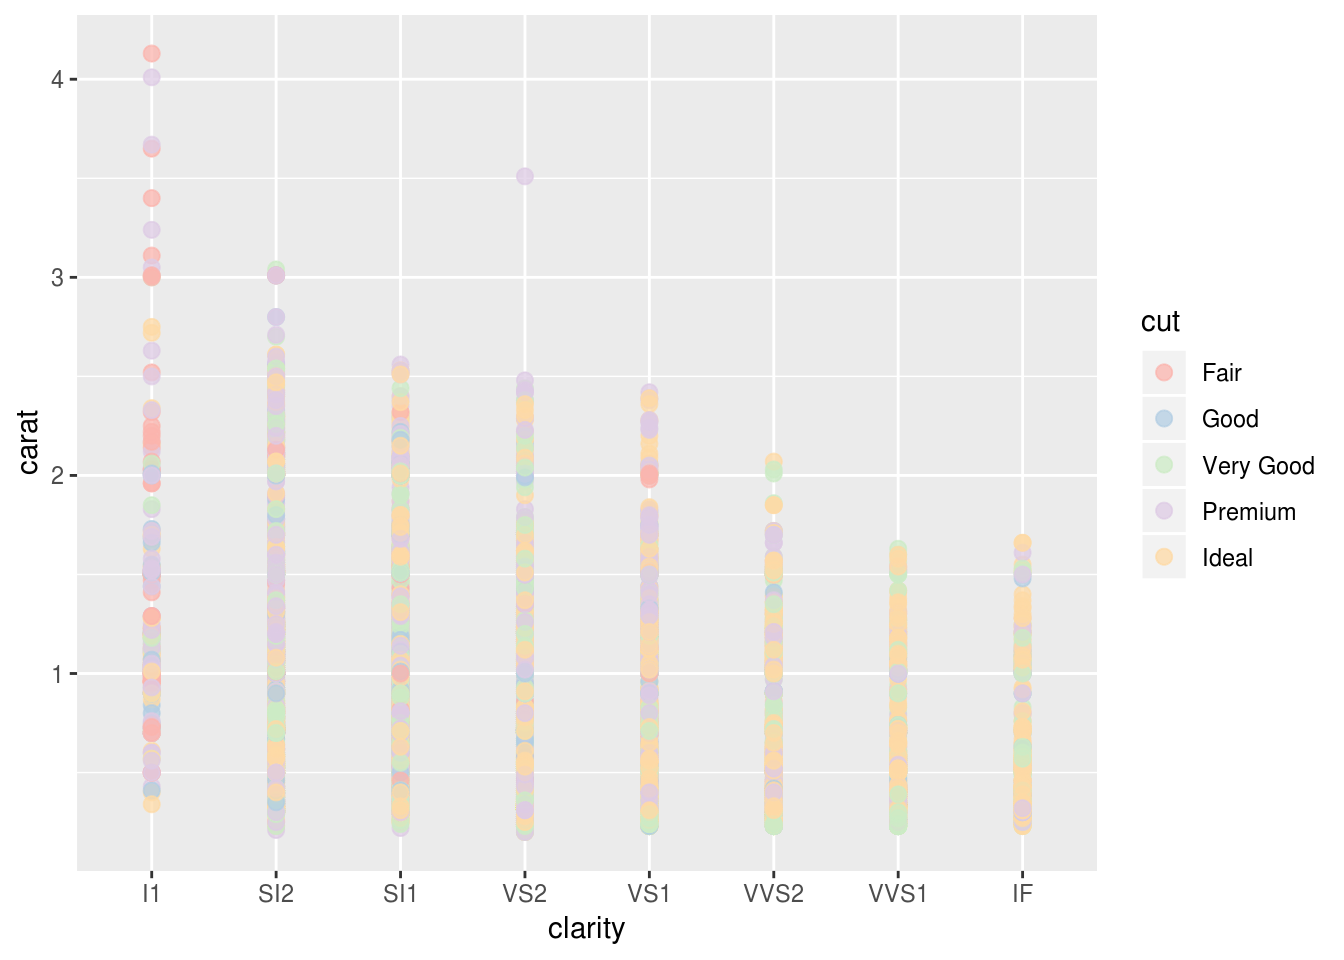 4
3
2
1
carat
I1 SI2 SI1 VS2 VS1 VVS2 VVS1 IF
clarity
cut
Fair
Good
Very Good
Premium
Ideal